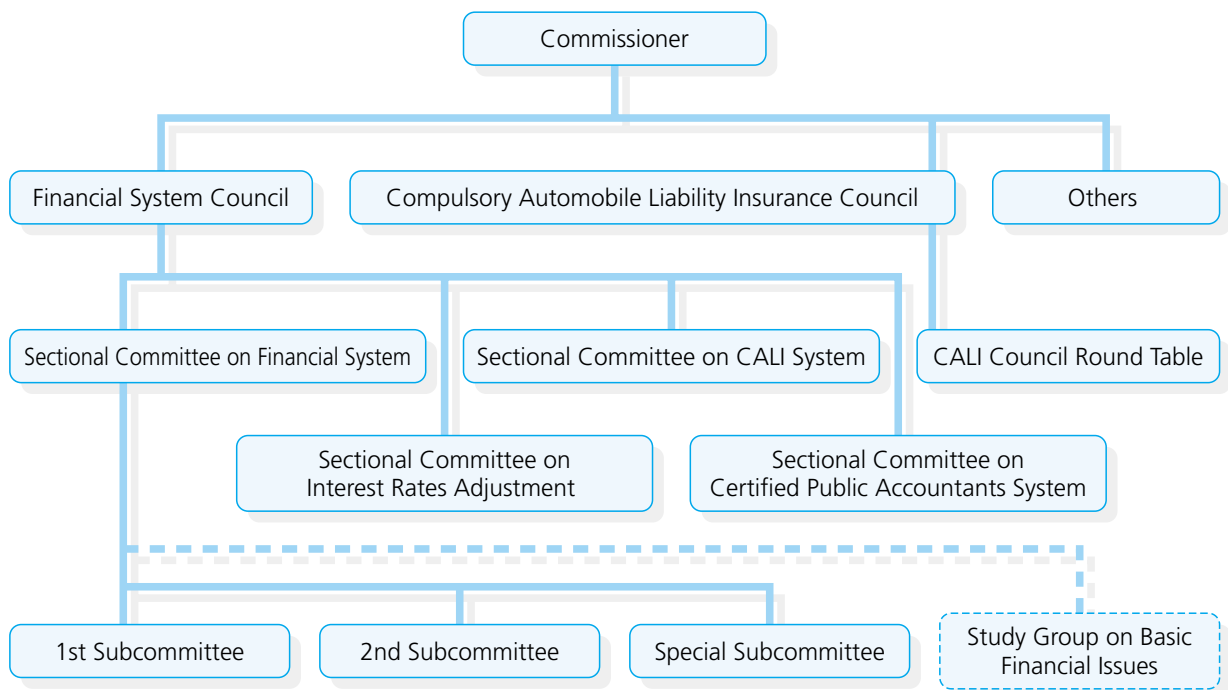 Commissioner
Financial System Council
Compulsory Automobile Liability Insurance Council
Others
Sectional Committee on Financial System
Sectional Committee on CALI System
CALI Council Round Table
Sectional Committee on
Interest Rates Adjustment
Sectional Committee on
Certified Public Accountants System
1st Subcommittee
2nd Subcommittee
Special Subcommittee
Study Group on Basic
Financial Issues